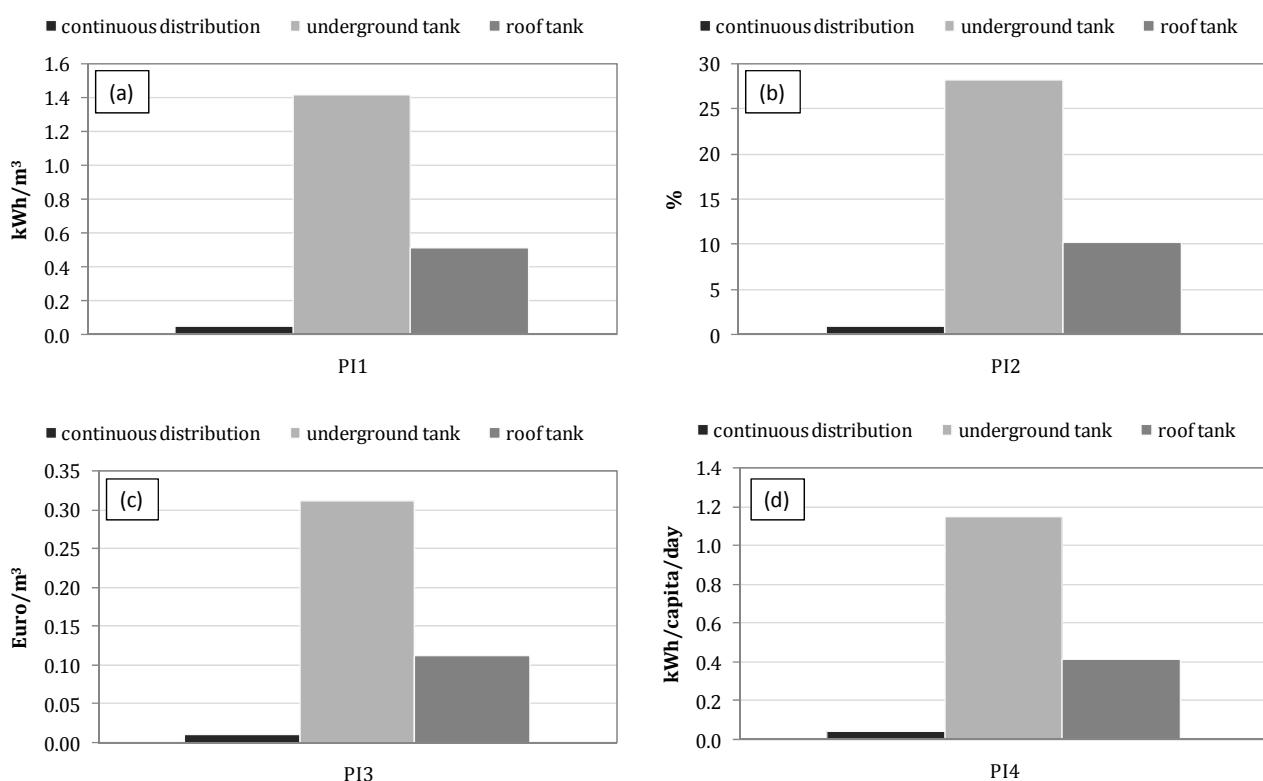 continuous distribution underground tank roof tank
(a)
1.6
1.4
1.2
1.0
0.8
0.6
0.4
0.2
0.0
kWh/m³
PI1
continuous distribution underground tank roof tank
(b)
30
25
20
15
10
5
0
%
PI2
continuous distribution underground tank roof tank
(c)
0.35
0.30
0.25
0.20
0.15
0.10
0.05
0.00
Euro/m³
PI3
continuous distribution underground tank roof tank
(d)
1.4
1.2
1.0
0.8
0.6
0.4
0.2
0.0
kWh/capita/day
PI4